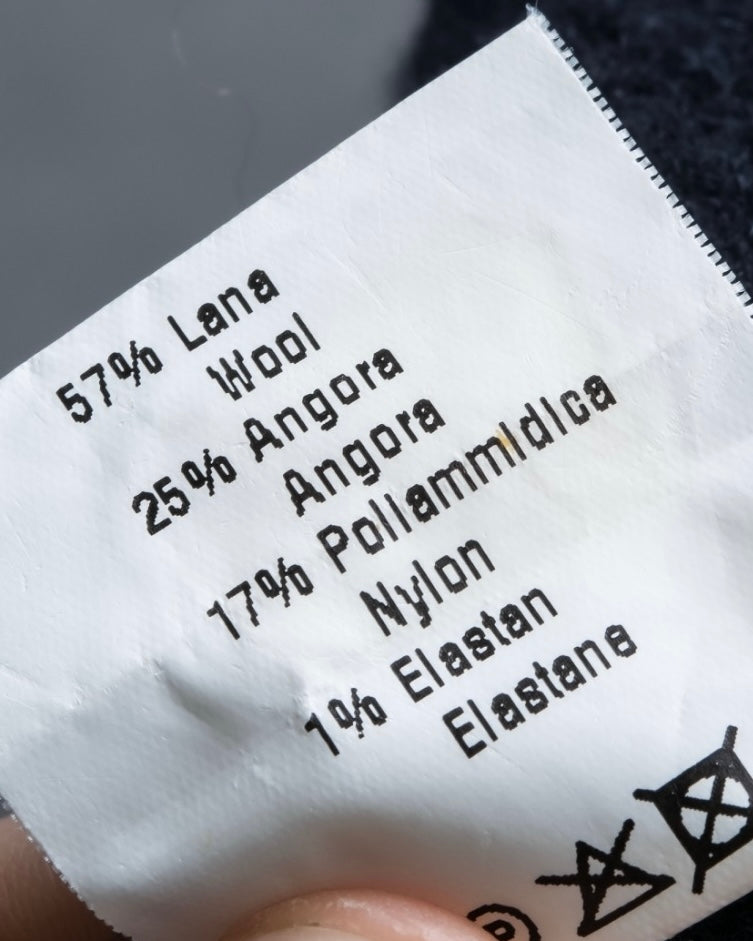 57% Lana
Wool
25% Angora
Angora
17% Poliammidica
Nylon
1% Elastan
Elastane
P